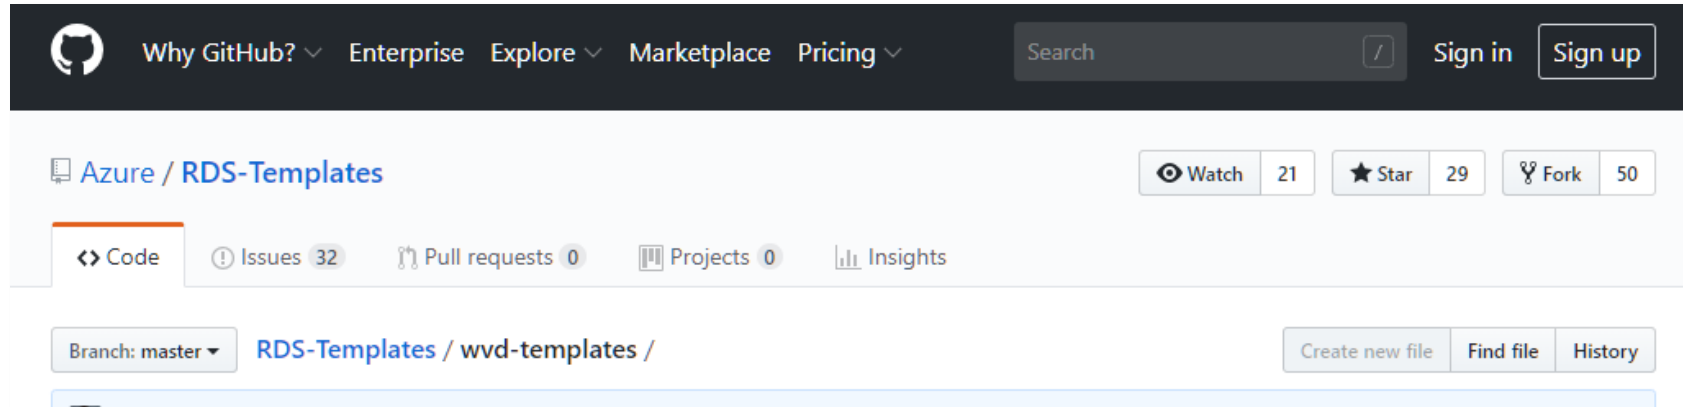 Why GitHub? Enterprise Explore Marketplace Pricing Search / Sign in Sign up
Azure / RDS-Templates Watch 21 Star 29 Fork 50
Code Issues 32 Pull requests 0 Projects 0 Insights
Branch: master RDS-Templates / wvd-templates / Create new file Find file History